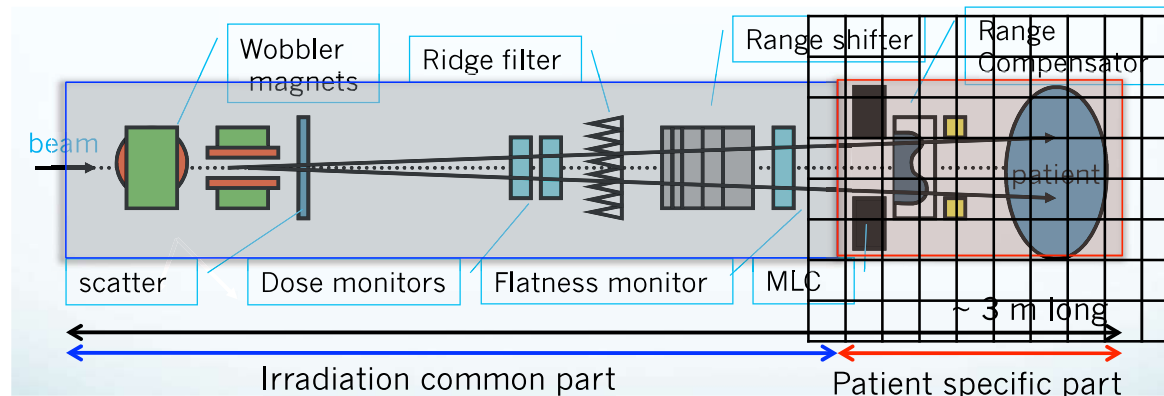 Wobbler
magnets
Ridge filter
Range shifter
Range
Compensator
beam
patient
scatter
Dose monitors
Flatness monitor
MLC
~ 3 m long
Irradiation common part
Patient specific part